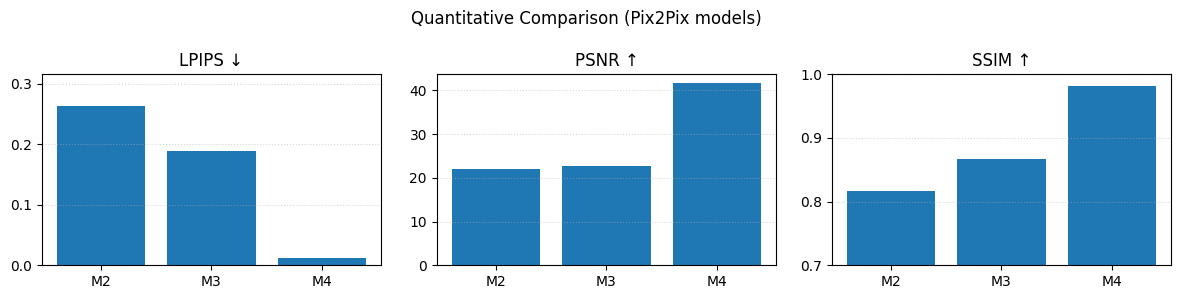 Quantitative Comparison (Pix2Pix models)
LPIPS ↓
0.3
0.2
0.1
0.0
M2 M3 M4
PSNR ↑
40
30
20
10
0
M2 M3 M4
SSIM ↑
1.0
0.9
0.8
0.7
M2 M3 M4